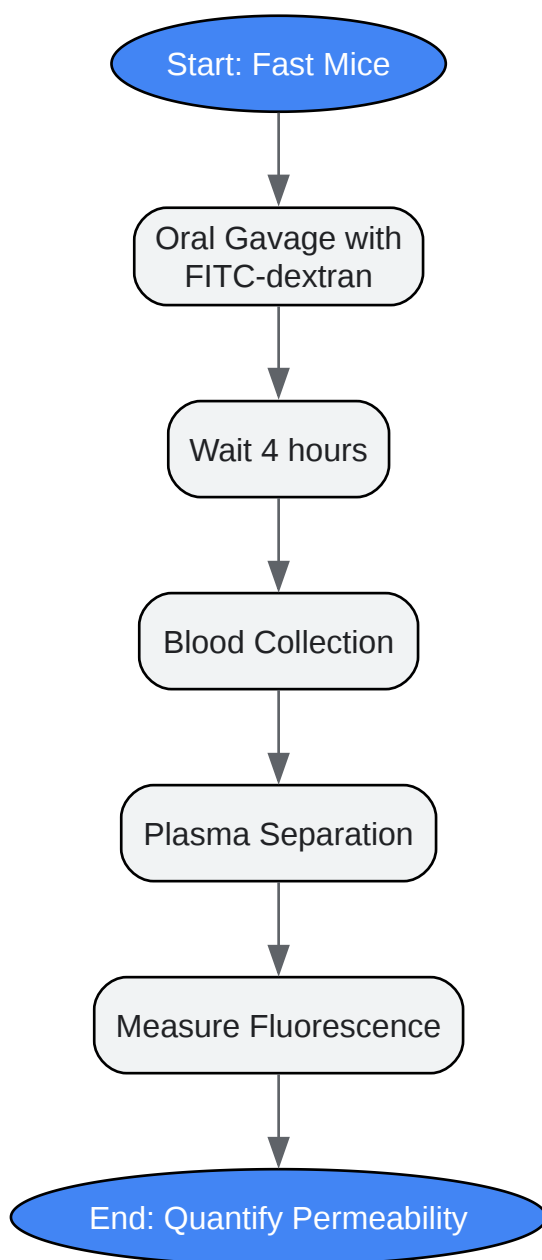 Start: Fast Mice
Oral Gavage with
FITC-dextran
Wait 4 hours
Blood Collection
Plasma Separation
Measure Fluorescence
End: Quantify Permeability